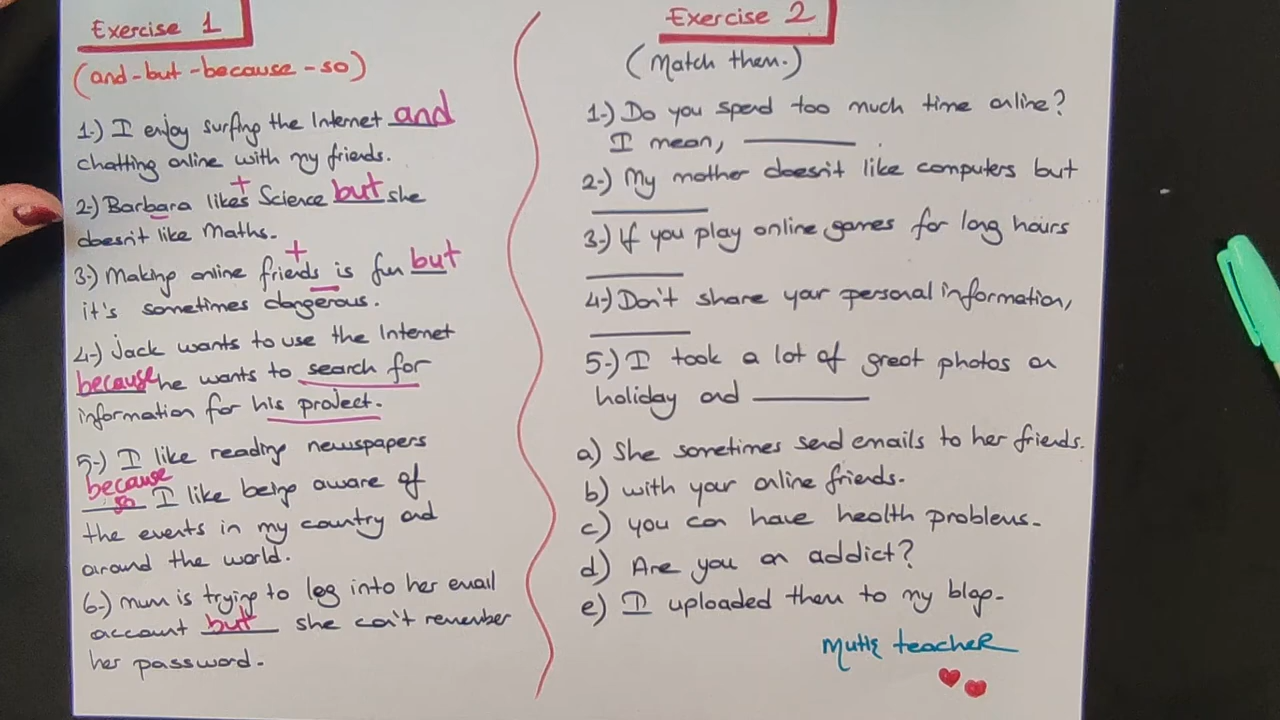 Exercise 1
(and-but-because-so)
1-) I enjoy surfing the Internet and
chatting online with my friends.
+
2-) Barbara likes Science but she
doesn't like Maths.
+
3-) Making online friends is fun but
it's sometimes dangerous.
4-) Jack wants to use the Internet
because he wants to search for
information for his project.
5-) I like reading newspapers
because
so I like being aware of
the events in my country and
around the world.
6-) mum is trying to log into her email
account but she can't remember
her password.
Exercise 2
(Match them.)
1-) Do you spend too much time online?
I mean, ________.
2-) My mother doesn't like computers but
________
3-) If you play online games for long hours
________
4-) Don't share your personal information,
________
5-) I took a lot of great photos on
holiday and ________
a) She sometimes send emails to her friends.
b) with your online friends.
c) you can have health problems.
d) Are you an addict?
e) I uploaded them to my blog.
teacher